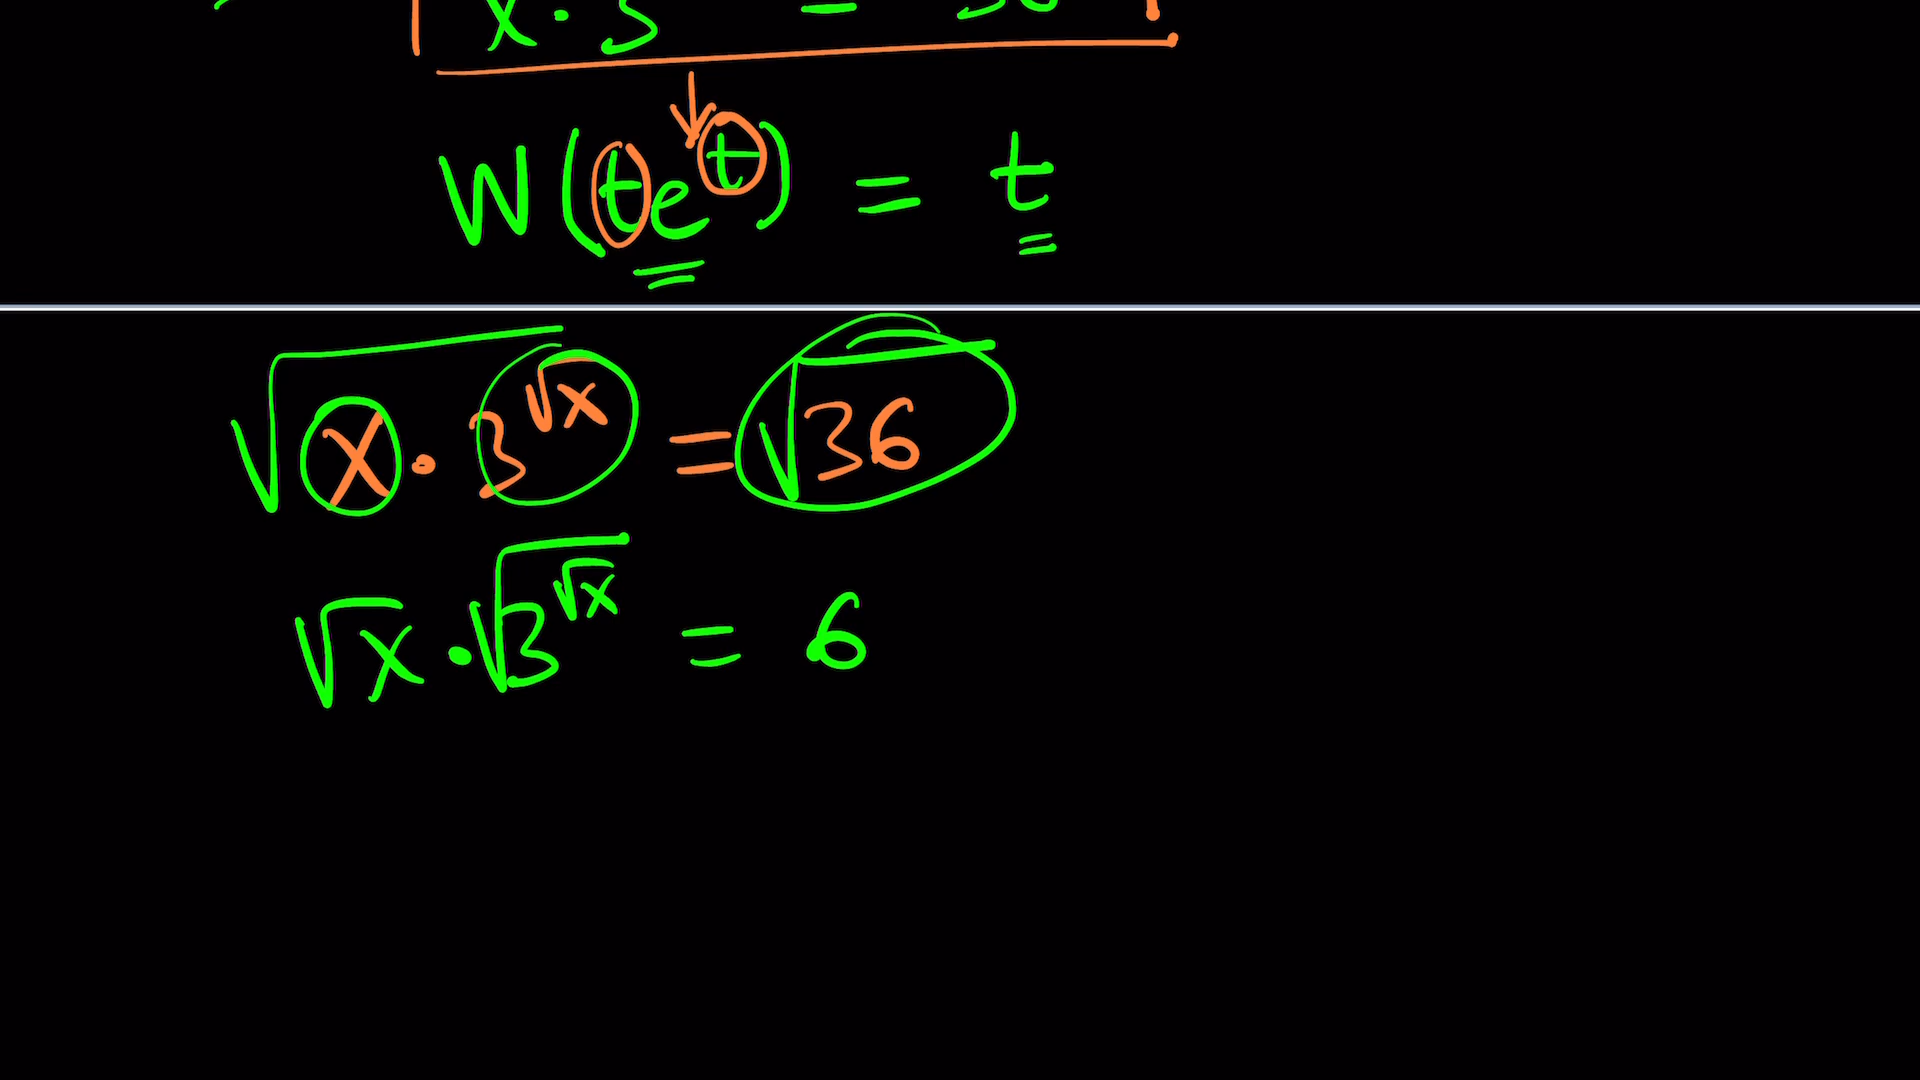 W(te^t) = t
√(x · 3^√x) = √36
√x · √(3^√x) = 6